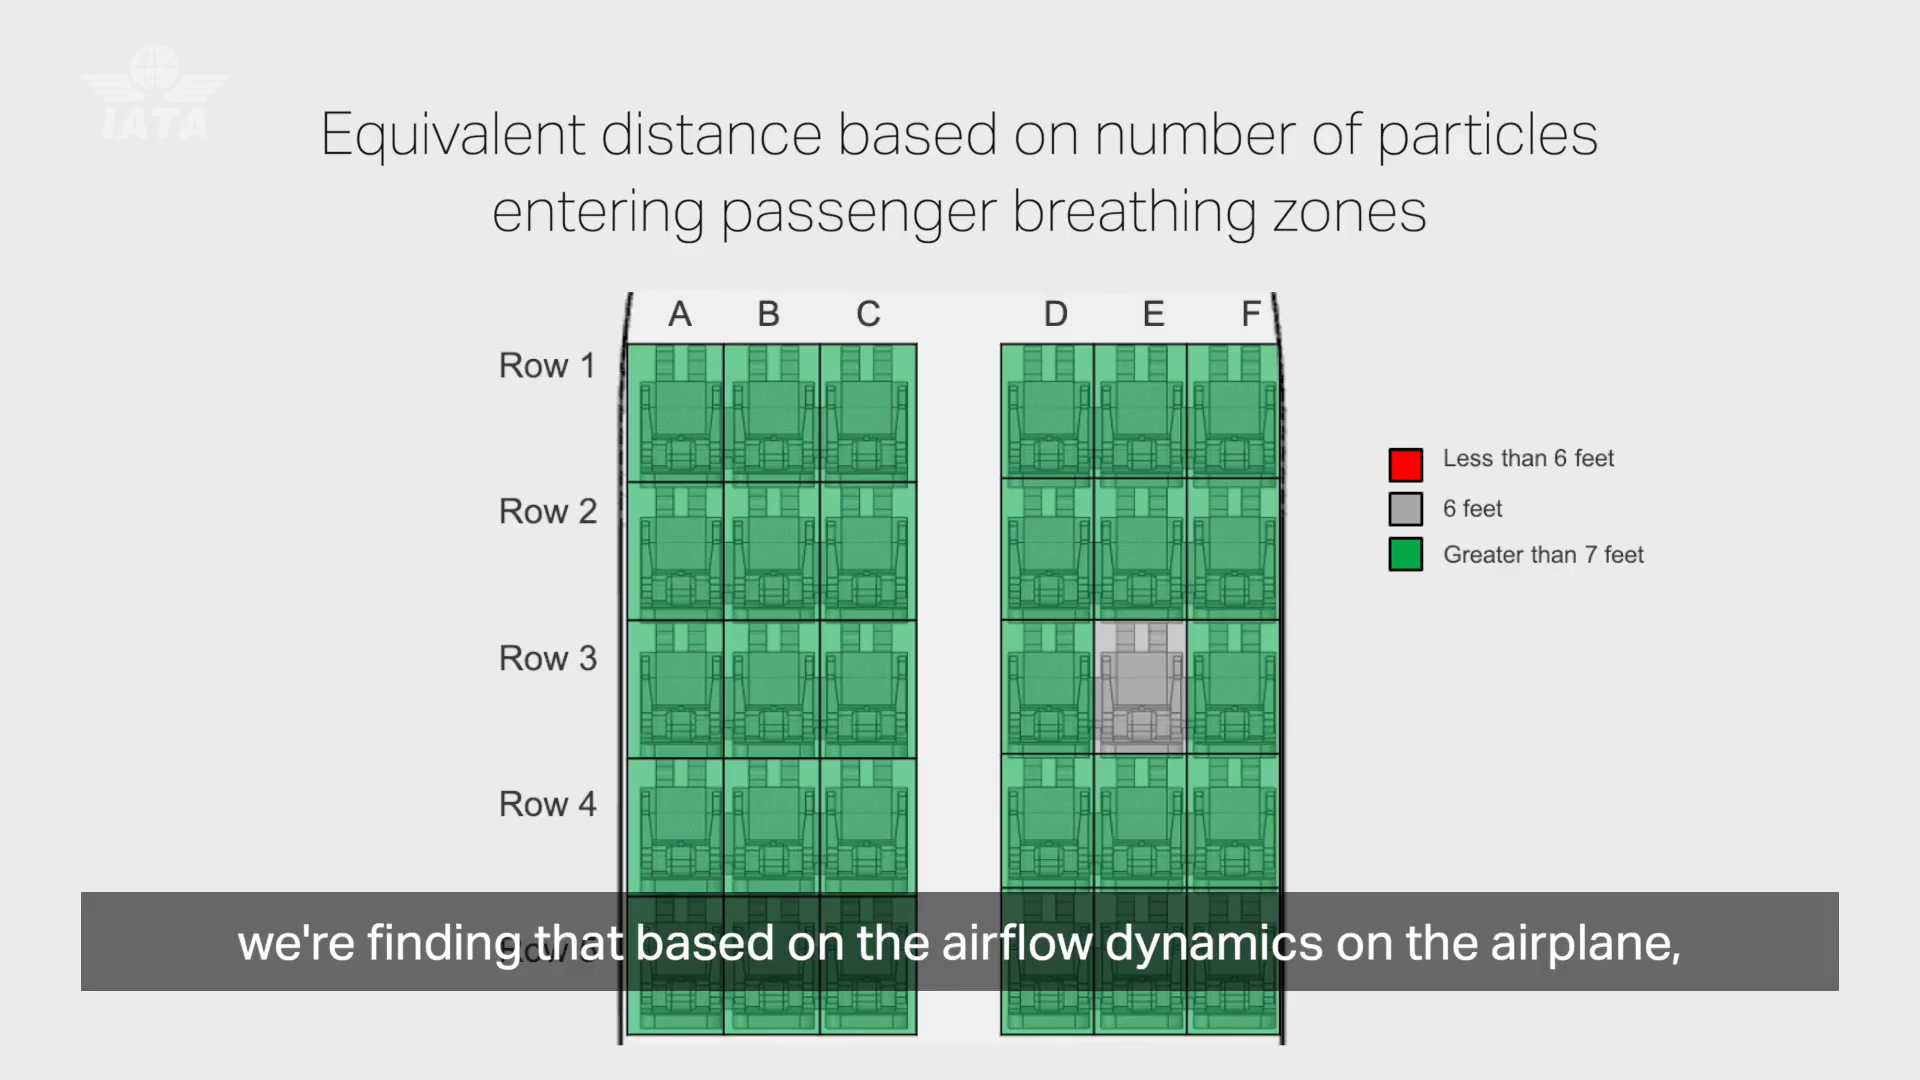 IATA
Equivalent distance based on number of particles
entering passenger breathing zones
A B C D E F
Row 1
Row 2
Row 3
Row 4
Row 5
Less than 6 feet
6 feet
Greater than 7 feet
we're finding that based on the airflow dynamics on the airplane,